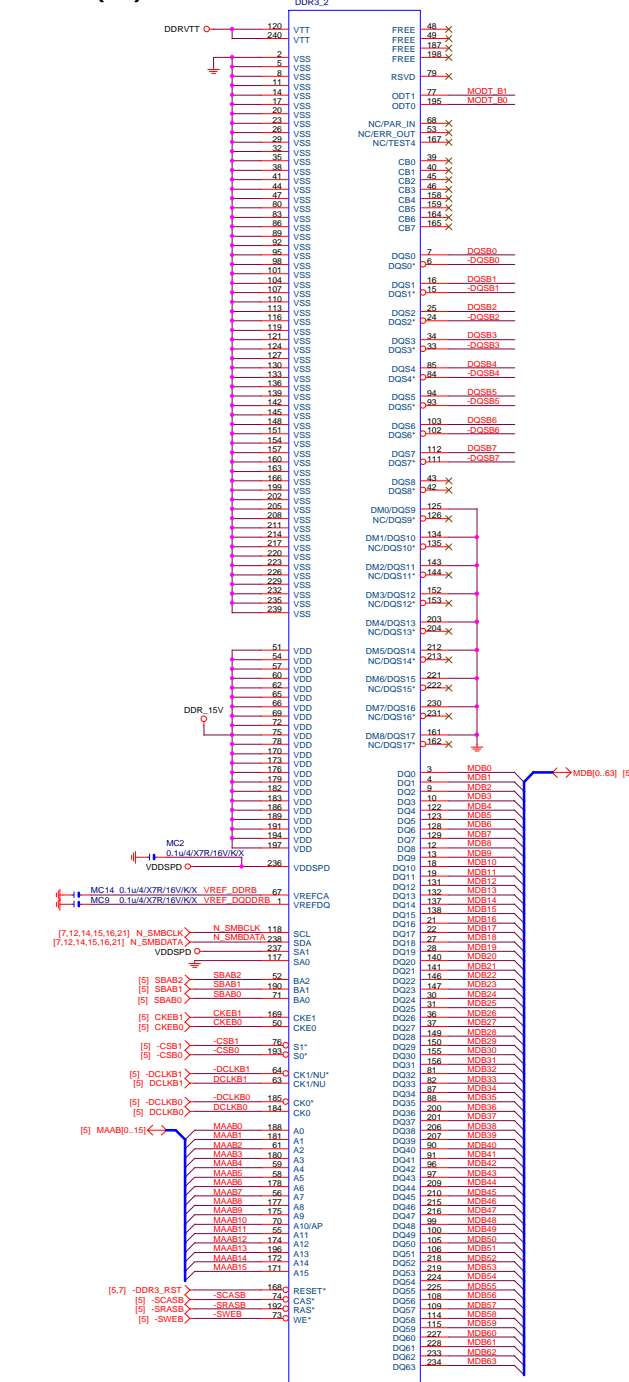 DDR3_2
DDRVTT 120 VTT
240 VTT
2 VSS
5 VSS
8 VSS
11 VSS
14 VSS
17 VSS
20 VSS
23 VSS
26 VSS
29 VSS
32 VSS
35 VSS
38 VSS
41 VSS
44 VSS
47 VSS
80 VSS
83 VSS
86 VSS
89 VSS
92 VSS
95 VSS
98 VSS
101 VSS
104 VSS
107 VSS
110 VSS
113 VSS
116 VSS
119 VSS
121 VSS
124 VSS
127 VSS
130 VSS
133 VSS
136 VSS
139 VSS
142 VSS
145 VSS
148 VSS
151 VSS
154 VSS
157 VSS
160 VSS
163 VSS
166 VSS
199 VSS
202 VSS
205 VSS
208 VSS
211 VSS
214 VSS
217 VSS
220 VSS
223 VSS
226 VSS
229 VSS
232 VSS
235 VSS
239 VSS
51 VDD
54 VDD
57 VDD
60 VDD
62 VDD
65 VDD
66 VDD
DDR_15V 69 VDD
72 VDD
75 VDD
78 VDD
170 VDD
173 VDD
176 VDD
179 VDD
182 VDD
183 VDD
186 VDD
189 VDD
191 VDD
194 VDD
197 VDD
MC2
0.1u/4/X7R/16V/K/X
VDDSPD 236 VDDSPD
MC14 0.1u/4/X7R/16V/K/X VREF_DDRB 67 VREFCA
MC9 0.1u/4/X7R/16V/K/X VREF_DQDDRB 1 VREFDQ
[7,12,14,15,16,21] N_SMBCLK N_SMBCLK 118 SCL
[7,12,14,15,16,21] N_SMBDATA N_SMBDATA 238 SDA
VDDSPD 237 SA1
117 SA0
[5] SBAB2 SBAB2 52 BA2
[5] SBAB1 SBAB1 190 BA1
[5] SBAB0 SBAB0 71 BA0
[5] CKEB1 CKEB1 169 CKE1
[5] CKEB0 CKEB0 50 CKE0
[5] -CSB1 -CSB1 76 S1*
[5] -CSB0 -CSB0 193 S0*
[5] -DCLKB1 -DCLKB1 64 CK1/NU*
[5] DCLKB1 DCLKB1 63 CK1/NU
[5] -DCLKB0 -DCLKB0 185 CK0*
[5] DCLKB0 DCLKB0 184 CK0
[5] MAAB[0..15]
MAAB0 188 A0
MAAB1 181 A1
MAAB2 61 A2
MAAB3 180 A3
MAAB4 59 A4
MAAB5 58 A5
MAAB6 178 A6
MAAB7 56 A7
MAAB8 177 A8
MAAB9 175 A9
MAAB10 70 A10/AP
MAAB11 55 A11
MAAB12 174 A12
MAAB13 196 A13
MAAB14 172 A14
MAAB15 171 A15
[5,7] -DDR3_RST 168 RESET*
[5] -SCASB -SCASB 74 CAS*
[5] -SRASB -SRASB 192 RAS*
[5] -SWEB -SWEB 73 WE*
FREE 48
FREE 49
FREE 187
FREE 198
RSVD 79
ODT1 77 MODT_B1
ODT0 195 MODT_B0
NC/PAR_IN 68
NC/ERR_OUT 53
NC/TEST4 167
CB0 39
CB1 40
CB2 45
CB3 46
CB4 158
CB5 159
CB6 164
CB7 165
DQS0 7 DQSB0
DQS0* 6 -DQSB0
DQS1 16 DQSB1
DQS1* 15 -DQSB1
DQS2 25 DQSB2
DQS2* 24 -DQSB2
DQS3 34 DQSB3
DQS3* 33 -DQSB3
DQS4 85 DQSB4
DQS4* 84 -DQSB4
DQS5 94 DQSB5
DQS5* 93 -DQSB5
DQS6 103 DQSB6
DQS6* 102 -DQSB6
DQS7 112 DQSB7
DQS7* 111 -DQSB7
DQS8 43
DQS8* 42
DM0/DQS9 125
NC/DQS9* 126
DM1/DQS10 134
NC/DQS10* 135
DM2/DQS11 143
NC/DQS11* 144
DM3/DQS12 152
NC/DQS12* 153
DM4/DQS13 203
NC/DQS13* 204
DM5/DQS14 212
NC/DQS14* 213
DM6/DQS15 221
NC/DQS15* 222
DM7/DQS16 230
NC/DQS16* 231
DM8/DQS17 161
NC/DQS17* 162
DQ0 3 MDB0 MDB[0..63]
DQ1 4 MDB1
DQ2 9 MDB2
DQ3 10 MDB3
DQ4 122 MDB4
DQ5 123 MDB5
DQ6 128 MDB6
DQ7 129 MDB7
DQ8 12 MDB8
DQ9 13 MDB9
DQ10 18 MDB10
DQ11 19 MDB11
DQ12 131 MDB12
DQ13 132 MDB13
DQ14 137 MDB14
DQ15 138 MDB15
DQ16 21 MDB16
DQ17 22 MDB17
DQ18 27 MDB18
DQ19 28 MDB19
DQ20 140 MDB20
DQ21 141 MDB21
DQ22 146 MDB22
DQ23 147 MDB23
DQ24 30 MDB24
DQ25 31 MDB25
DQ26 36 MDB26
DQ27 37 MDB27
DQ28 149 MDB28
DQ29 150 MDB29
DQ30 155 MDB30
DQ31 156 MDB31
DQ32 81 MDB32
DQ33 82 MDB33
DQ34 87 MDB34
DQ35 88 MDB35
DQ36 200 MDB36
DQ37 201 MDB37
DQ38 206 MDB38
DQ39 207 MDB39
DQ40 90 MDB40
DQ41 91 MDB41
DQ42 96 MDB42
DQ43 97 MDB43
DQ44 209 MDB44
DQ45 210 MDB45
DQ46 215 MDB46
DQ47 216 MDB47
DQ48 99 MDB48
DQ49 100 MDB49
DQ50 105 MDB50
DQ51 106 MDB51
DQ52 218 MDB52
DQ53 219 MDB53
DQ54 224 MDB54
DQ55 225 MDB55
DQ56 108 MDB56
DQ57 109 MDB57
DQ58 114 MDB58
DQ59 115 MDB59
DQ60 227 MDB60
DQ61 228 MDB61
DQ62 233 MDB62
DQ63 234 MDB63